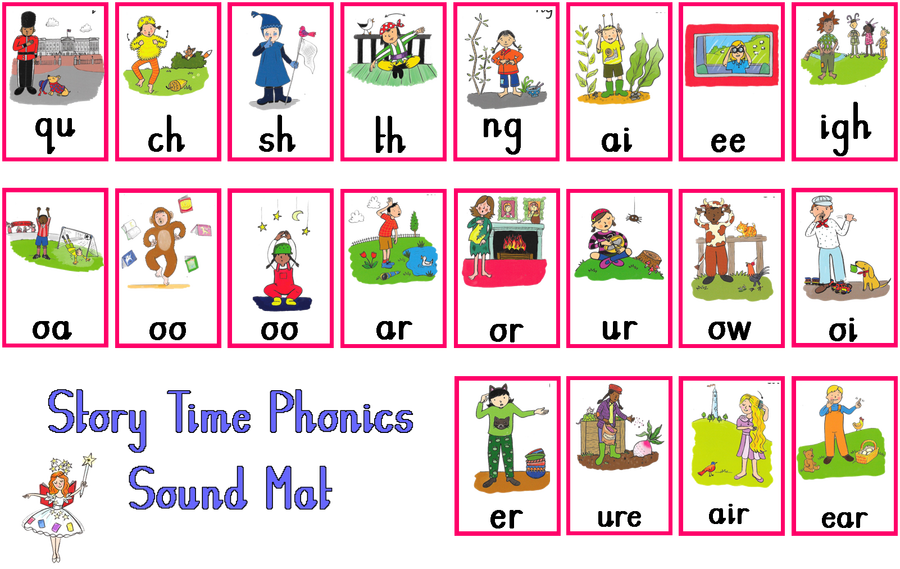 qu ch sh th ng ai ee igh
oa oo oo ar or ur ow oi
er ure air ear
Story Time Phonics
Sound Mat